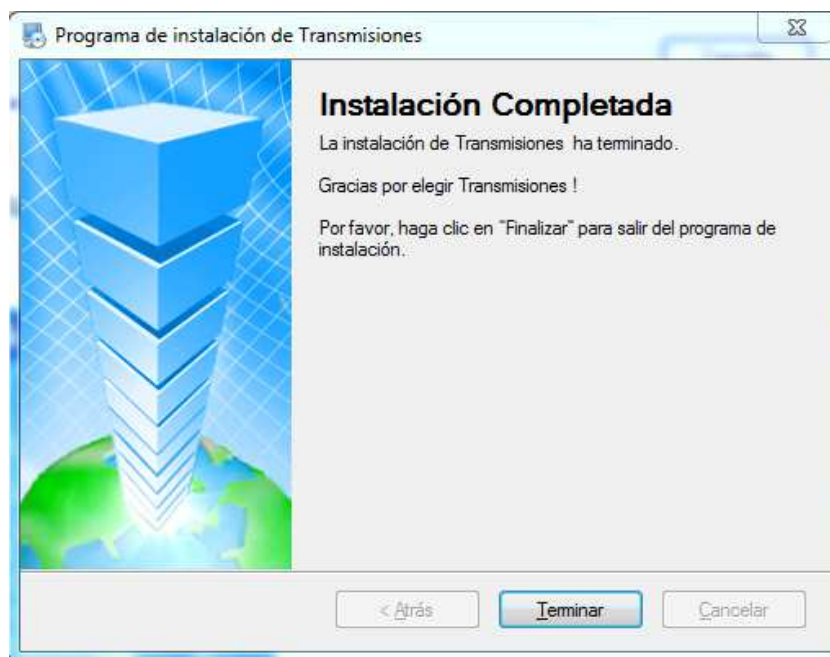 Programa de instalación de Transmisiones
Instalación Completada
La instalación de Transmisiones ha terminado.
Gracias por elegir Transmisiones !
Por favor, haga clic en "Finalizar" para salir del programa de
instalación.
< Atrás
Terminar
Cancelar